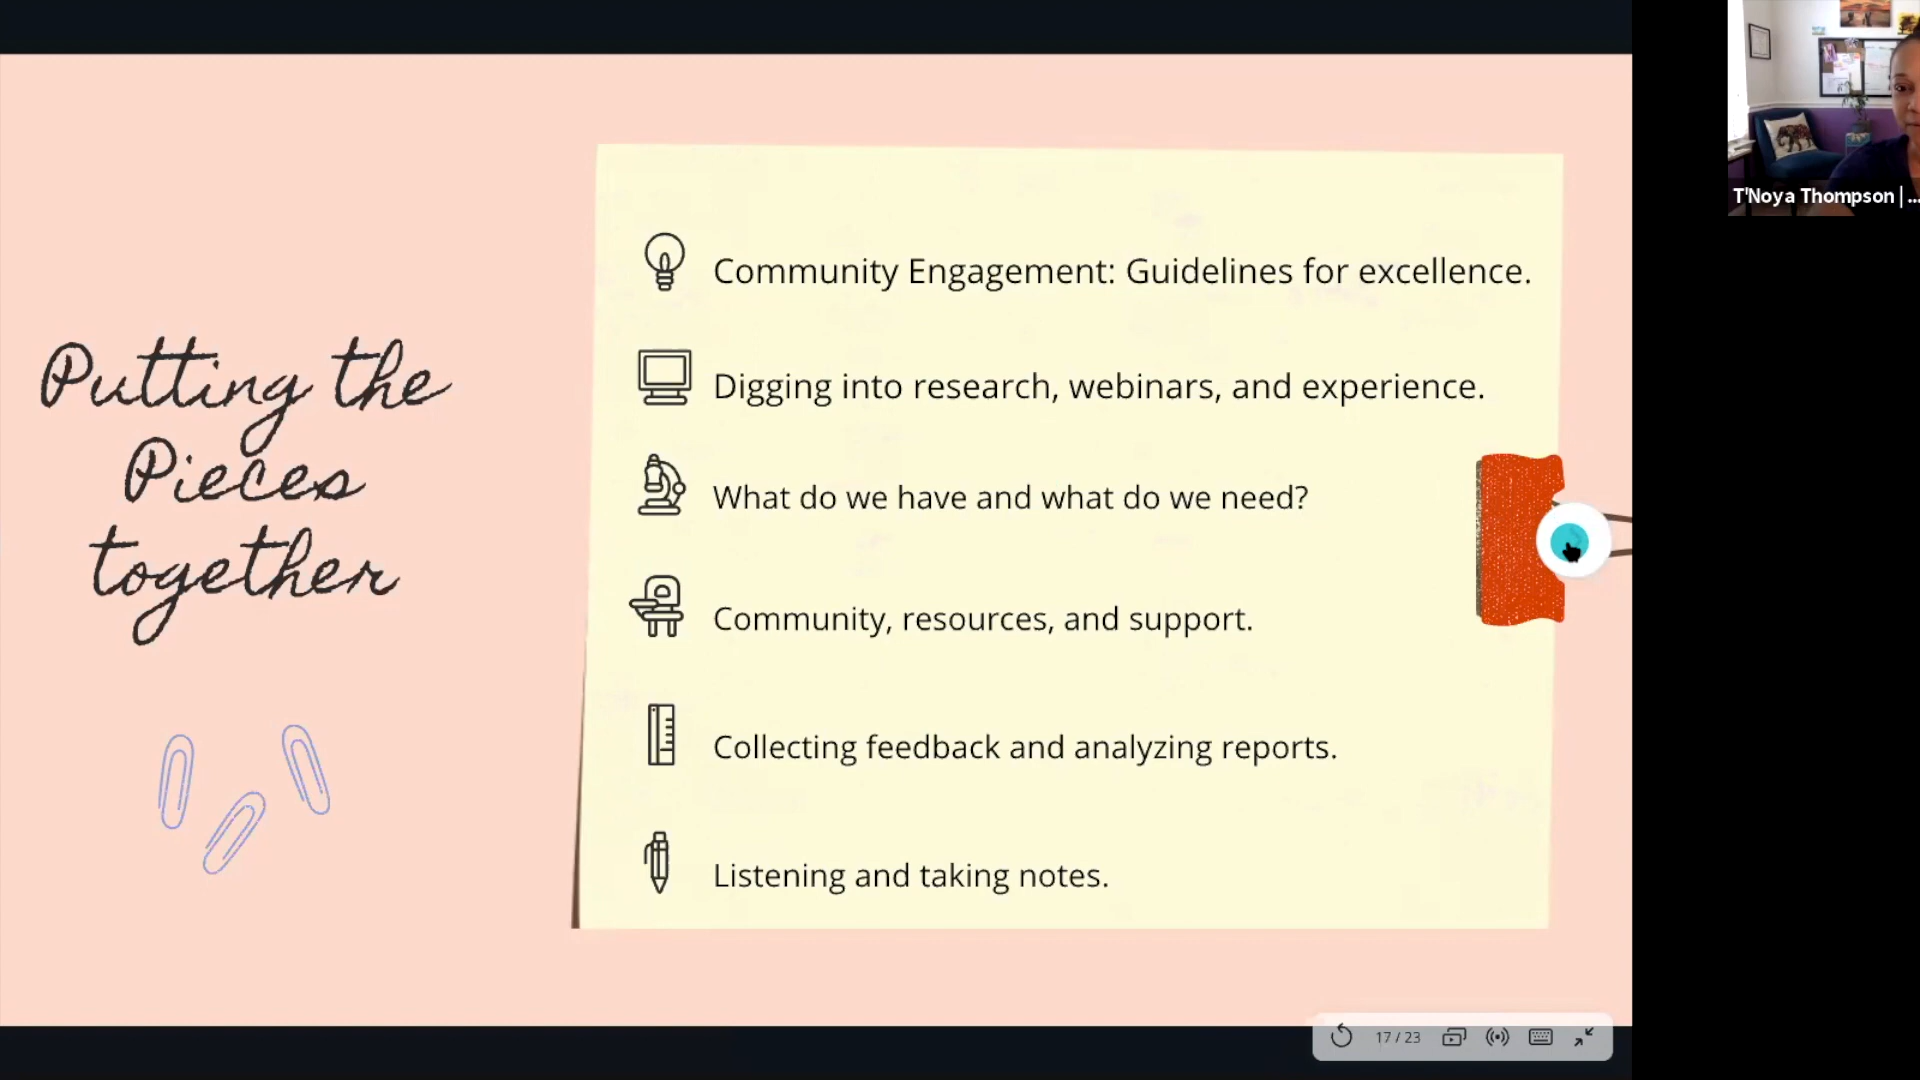 Putting the
Pieces
together
Community Engagement: Guidelines for excellence.
Digging into research, webinars, and experience.
What do we have and what do we need?
Community, resources, and support.
Collecting feedback and analyzing reports.
Listening and taking notes.
T'Noya Thompson | ...
17 / 23